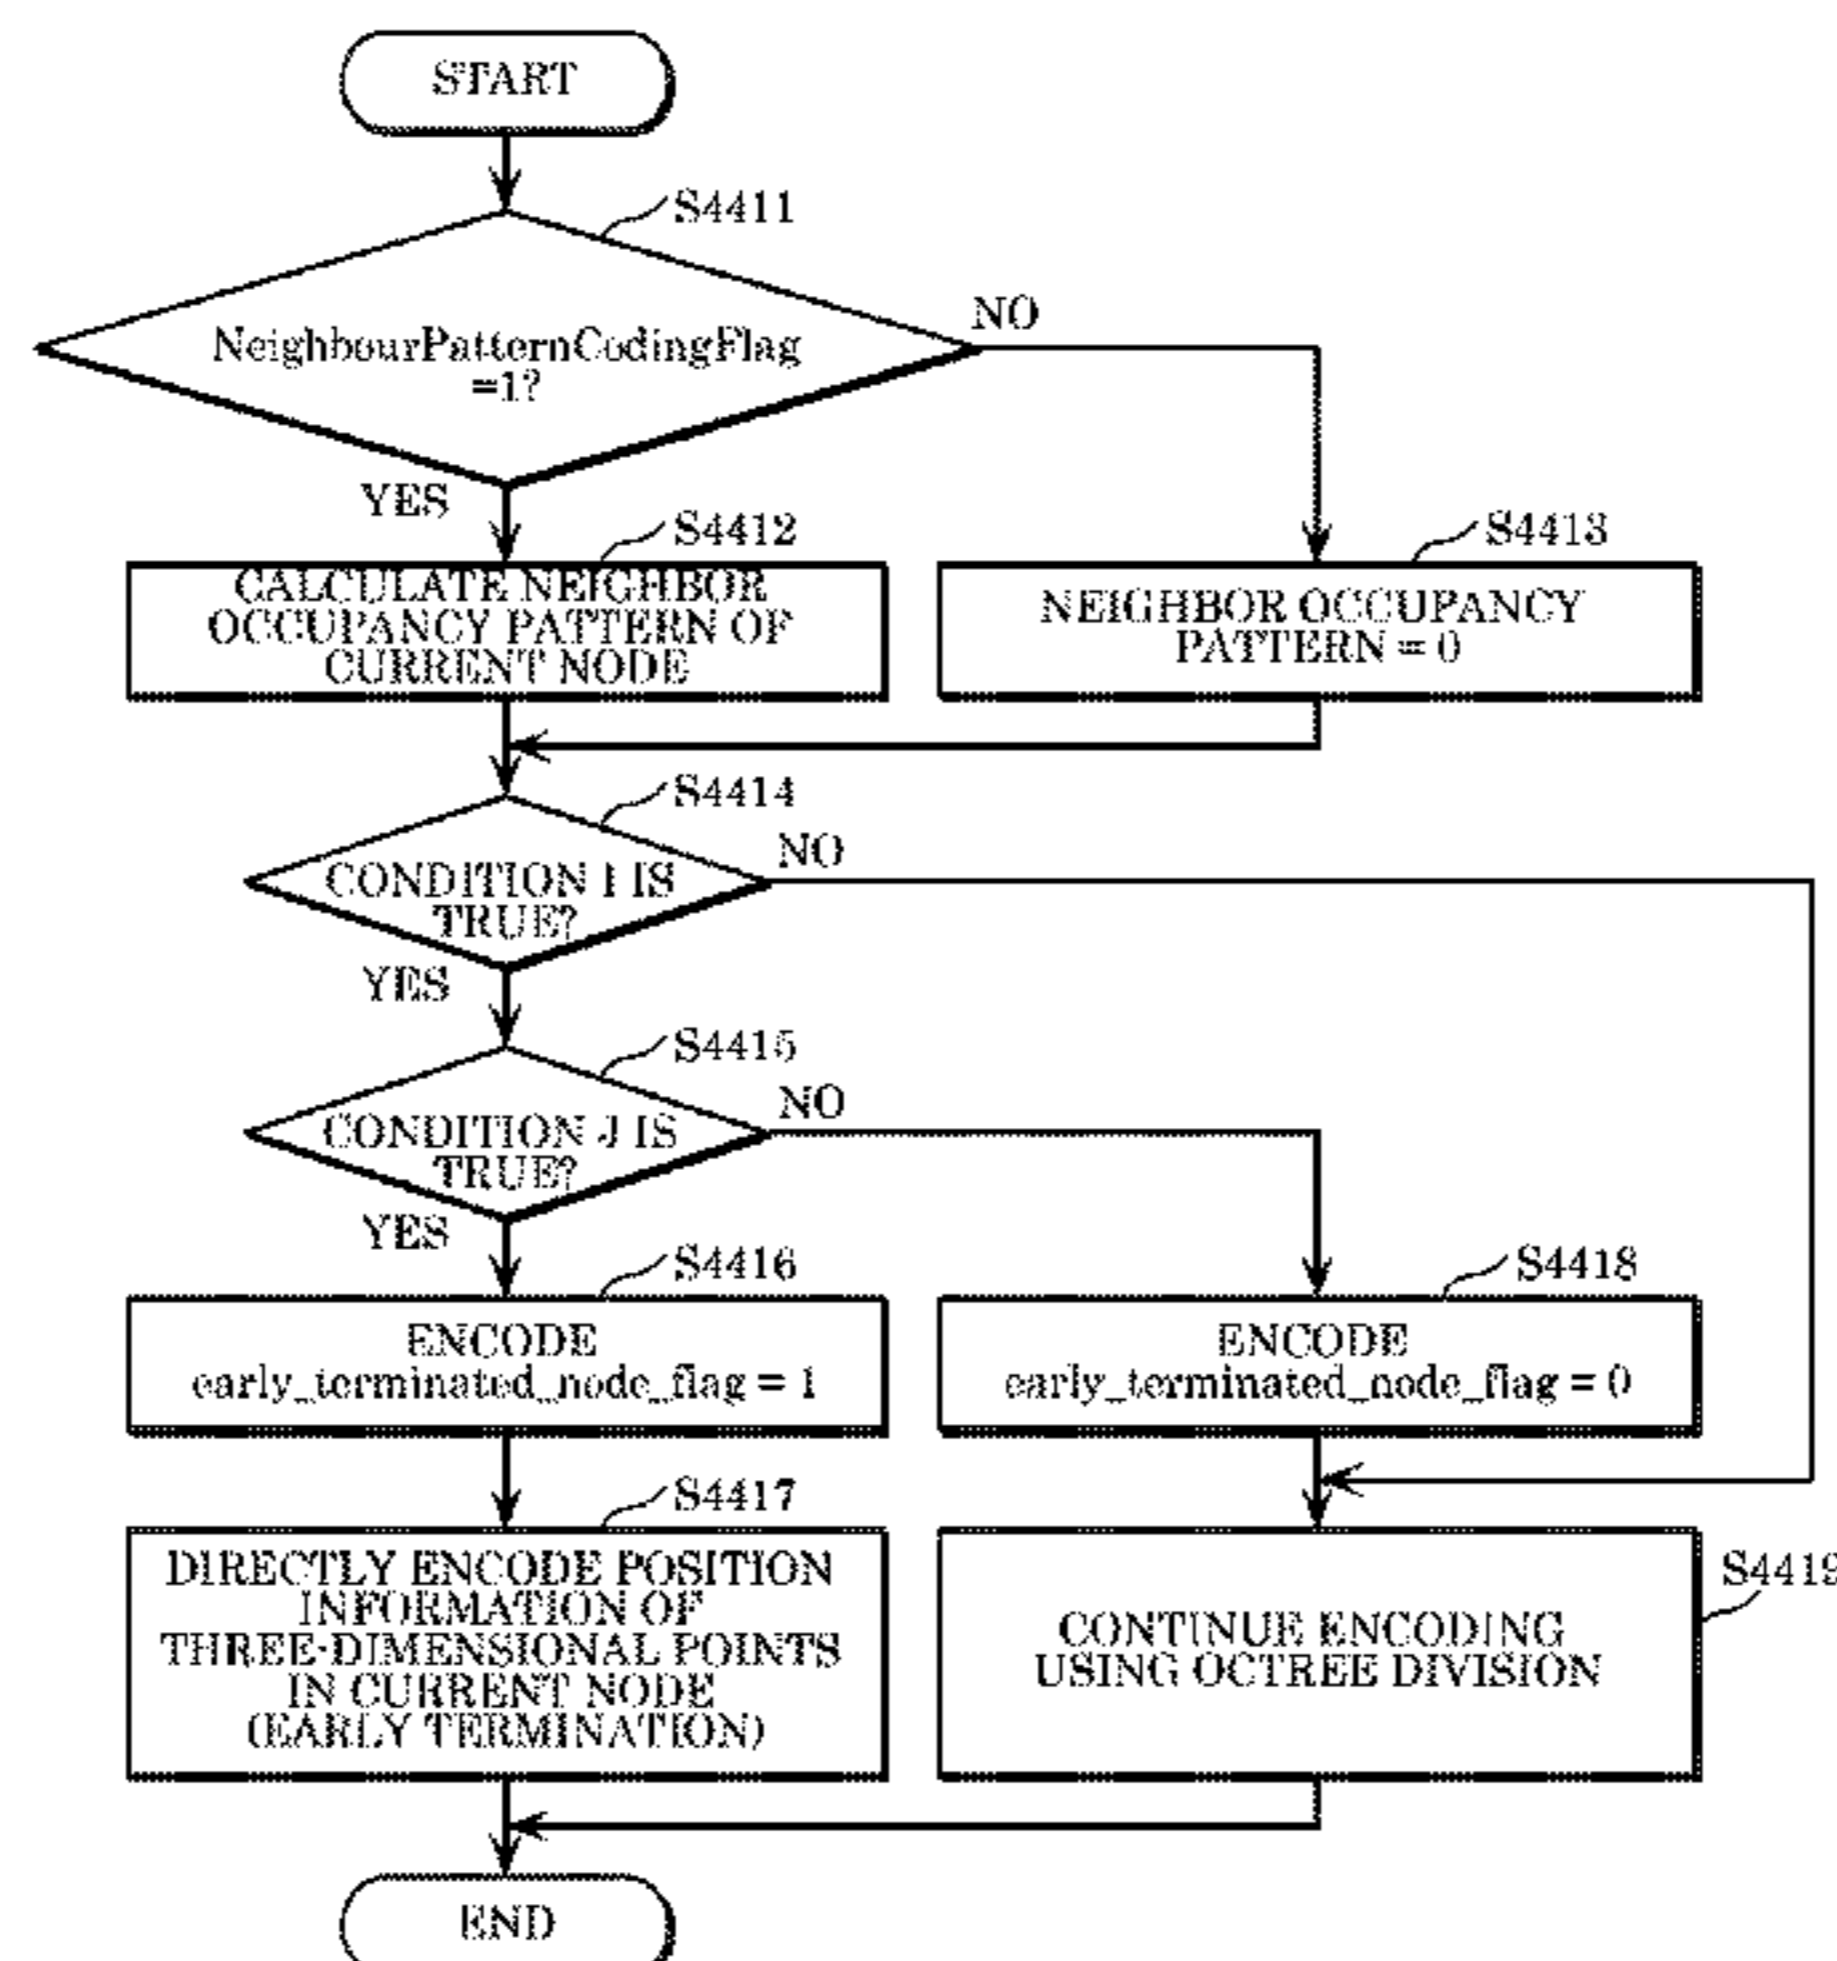 START
S4411
NeighbourPatternCodingFlag
=1?
NO
YES
S4412
CALCULATE NEIGHBOR
OCCUPANCY PATTERN OF
CURRENT NODE
S4413
NEIGHBOR OCCUPANCY
PATTERN = 0
S4414
CONDITION I IS
TRUE?
NO
YES
S4415
CONDITION J IS
TRUE?
NO
YES
S4416
ENCODE
early_terminated_node_flag = 1
S4418
ENCODE
early_terminated_node_flag = 0
S4417
DIRECTLY ENCODE POSITION
INFORMATION OF
THREE-DIMENSIONAL POINTS
IN CURRENT NODE
(EARLY TERMINATION)
S4419
CONTINUE ENCODING
USING OCTREE DIVISION
END